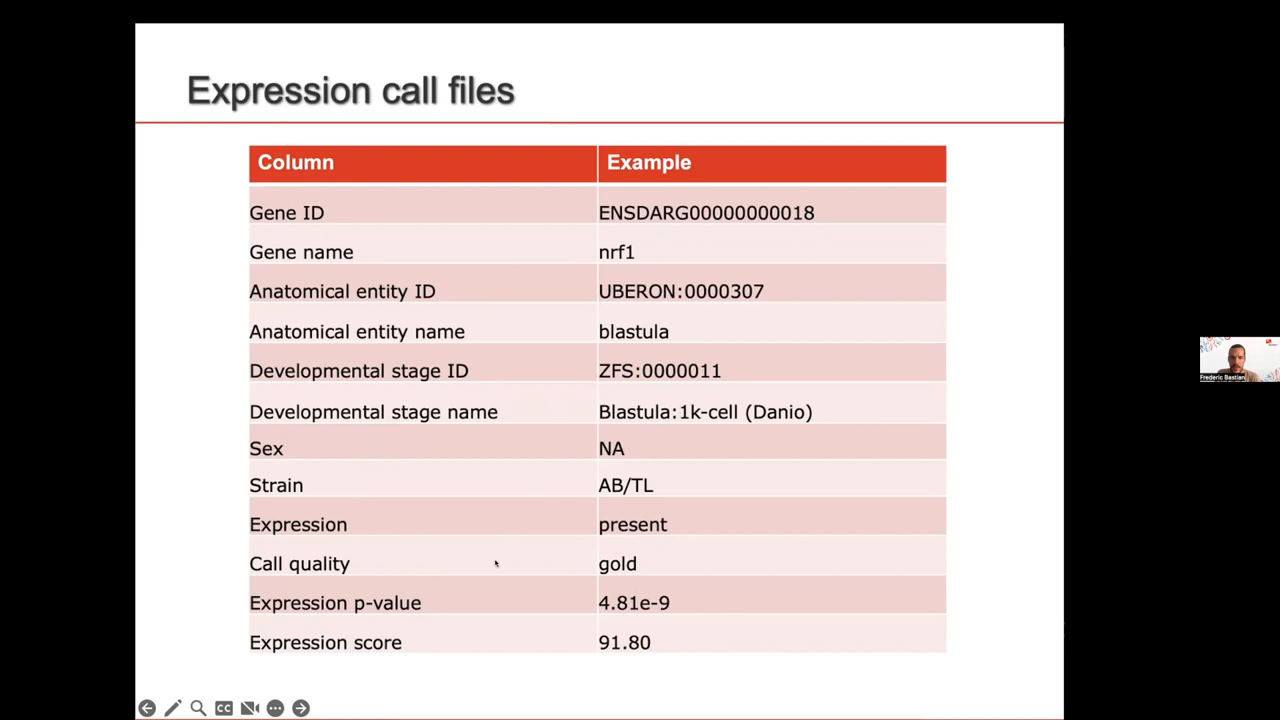 Expression call files
Column Example
Gene ID ENSDARG00000000018
Gene name nrf1
Anatomical entity ID UBERON:0000307
Anatomical entity name blastula
Developmental stage ID ZFS:0000011
Developmental stage name Blastula:1k-cell (Danio)
Sex NA
Strain AB/TL
Expression present
Call quality gold
Expression p-value 4.81e-9
Expression score 91.80
Frederic Bastian
CC